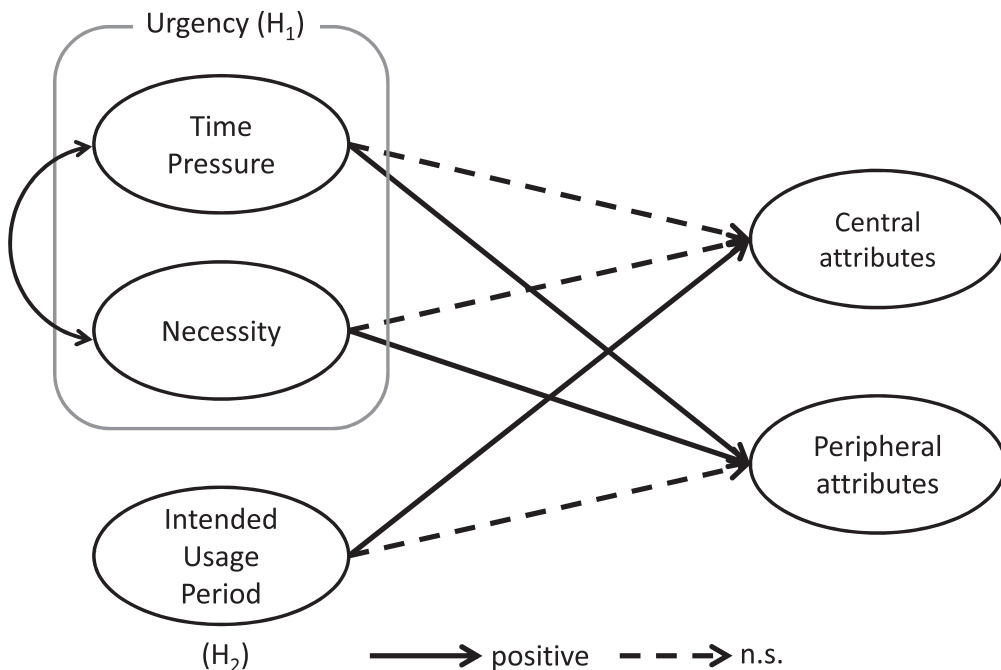 Urgency (H₁)
Time
Pressure
Necessity
Intended
Usage
Period
(H₂)
Central
attributes
Peripheral
attributes
positive
n.s.